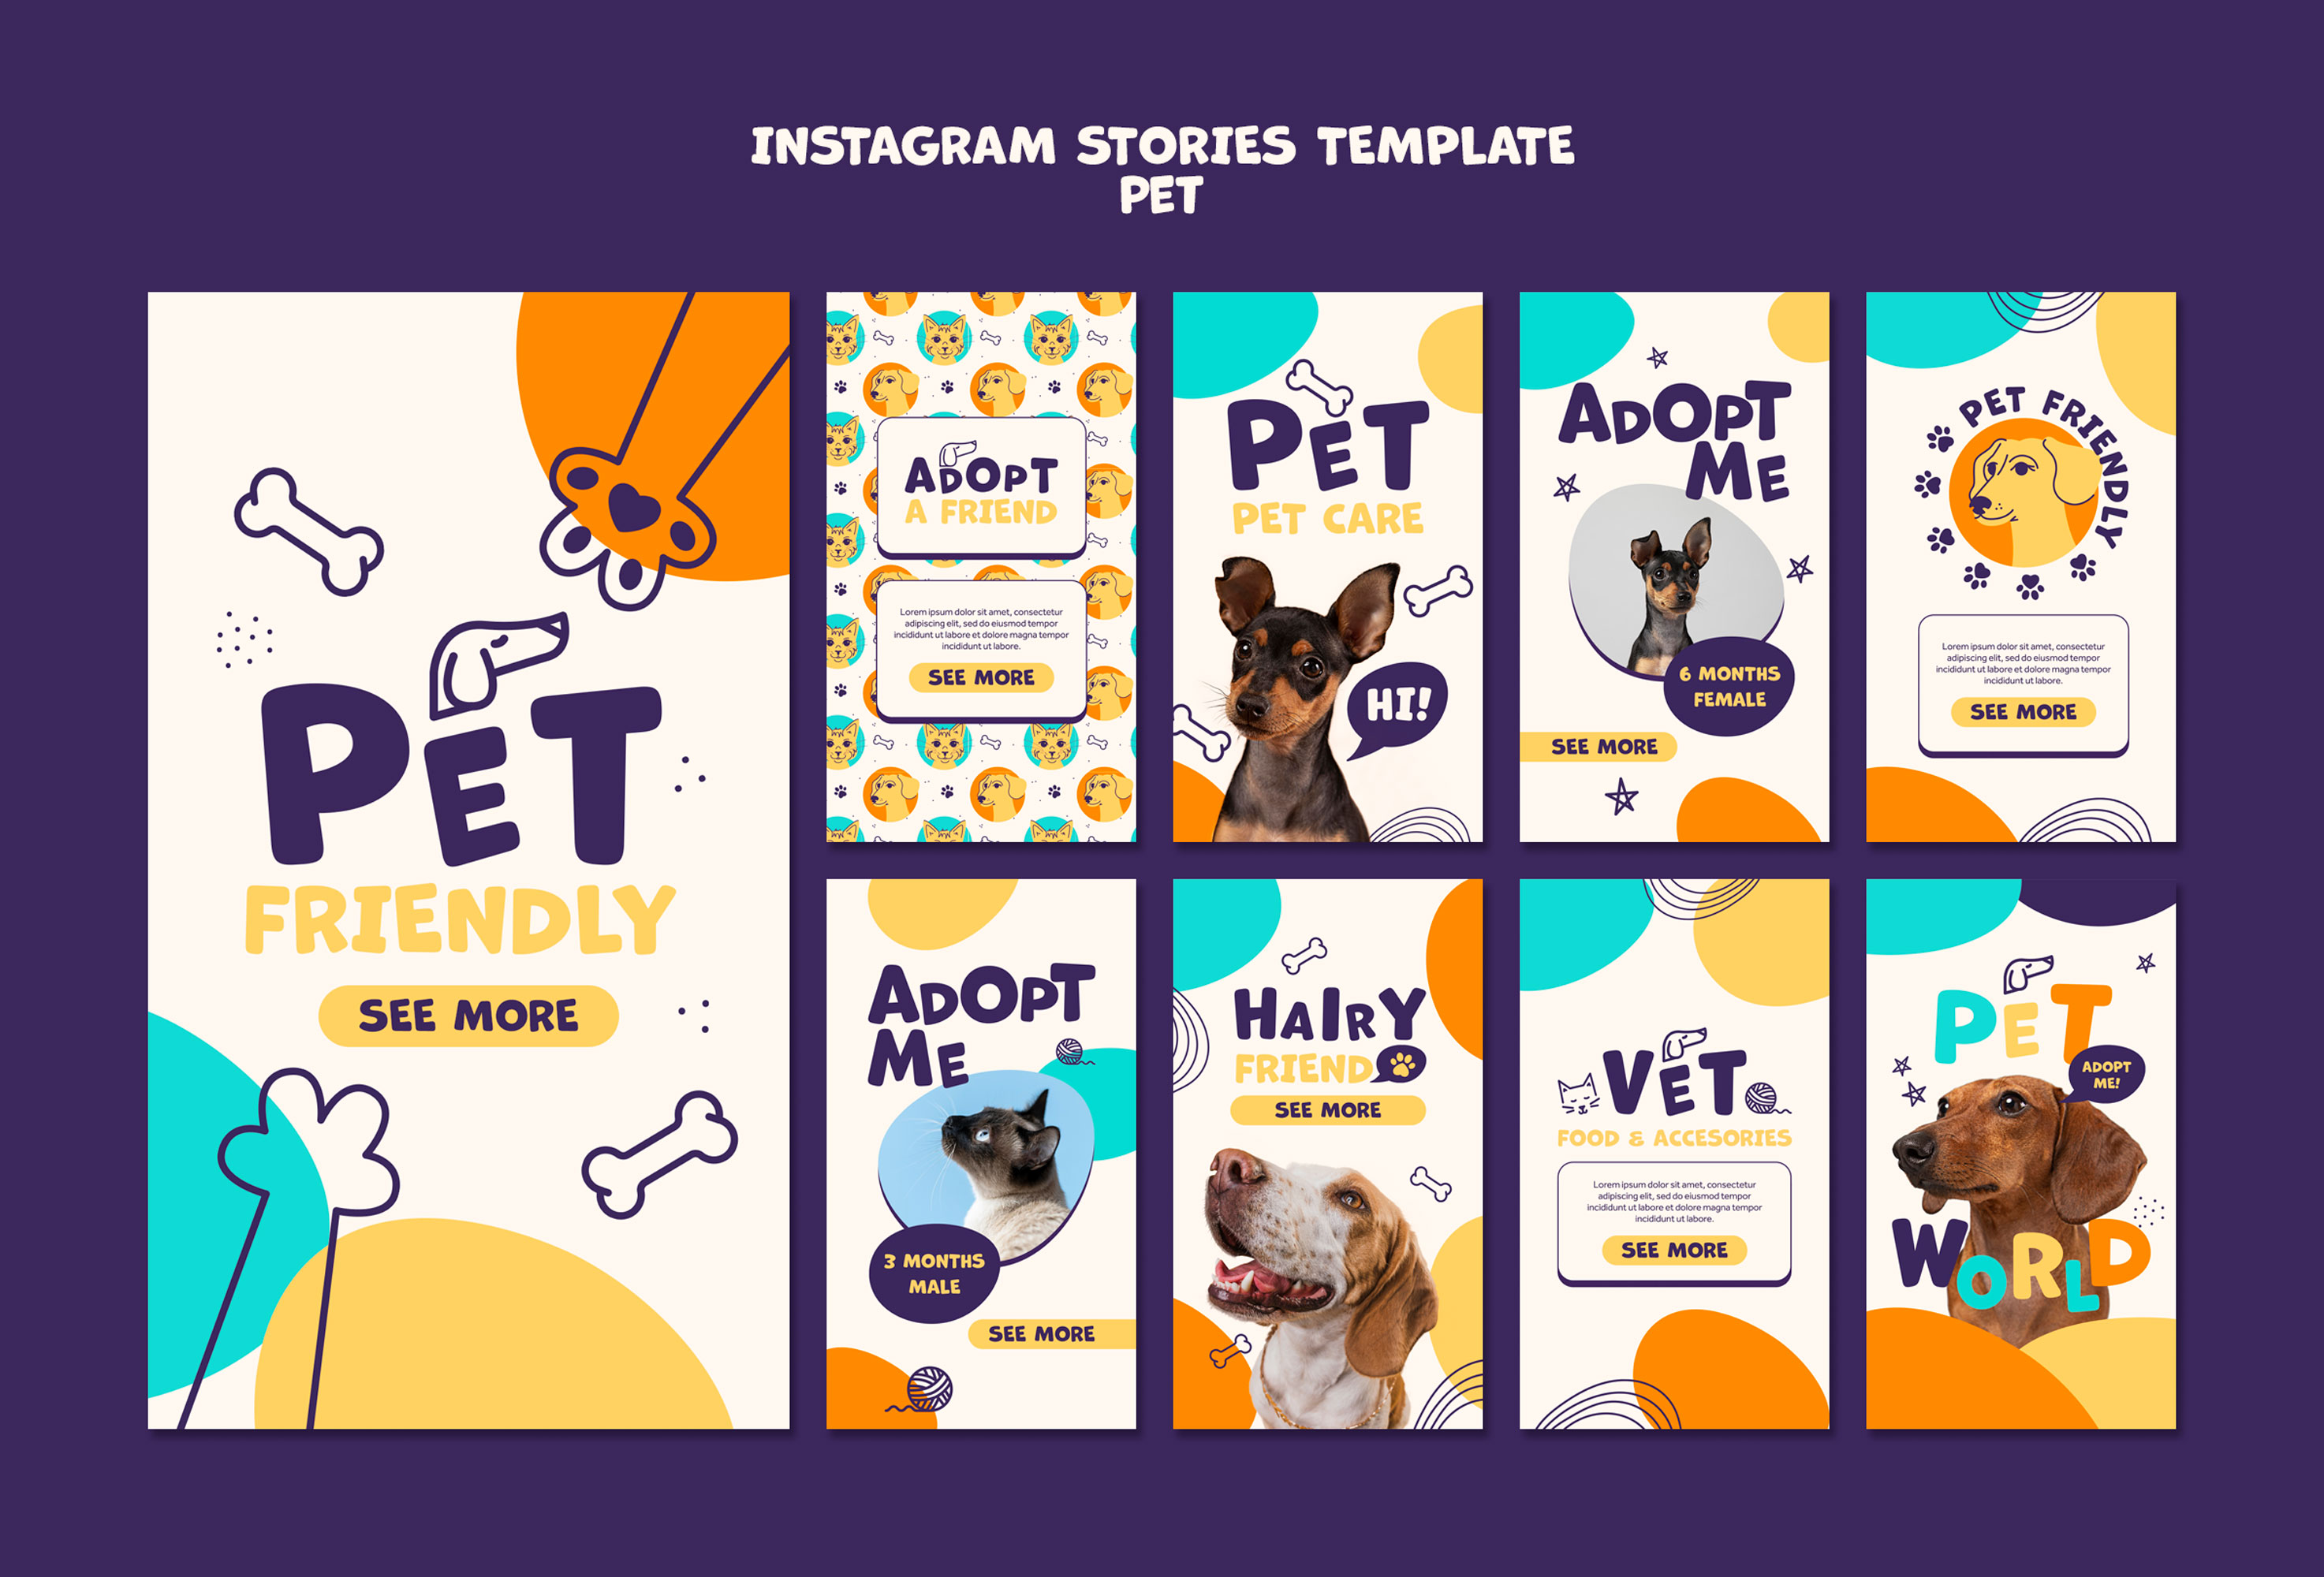 INSTAGRAM STORIES TEMPLATE
PET
PET
FRIENDLY
SEE MORE
ADOPT
A FRIEND
Lorem ipsum dolor sit amet, consectetur
adipiscing elit, sed do eiusmod tempor
incididunt ut labore et dolore magna tempor
incididunt ut labore.
SEE MORE
PET
PET CARE
HI!
ADOPT
ME
6 MONTHS
FEMALE
SEE MORE
PET FRIENDLY
Lorem ipsum dolor sit amet, consectetur
adipiscing elit, sed do eiusmod tempor
incididunt ut labore et dolore magna tempor
incididunt ut labore.
SEE MORE
ADOPT
ME
3 MONTHS
MALE
SEE MORE
HAIRY
FRIEND
SEE MORE
VET
FOOD & ACCESORIES
Lorem ipsum dolor sit amet, consectetur
adipiscing elit, sed do eiusmod tempor
incididunt ut labore et dolore magna tempor
incididunt ut labore.
SEE MORE
PET
ADOPT
ME!
WORLD